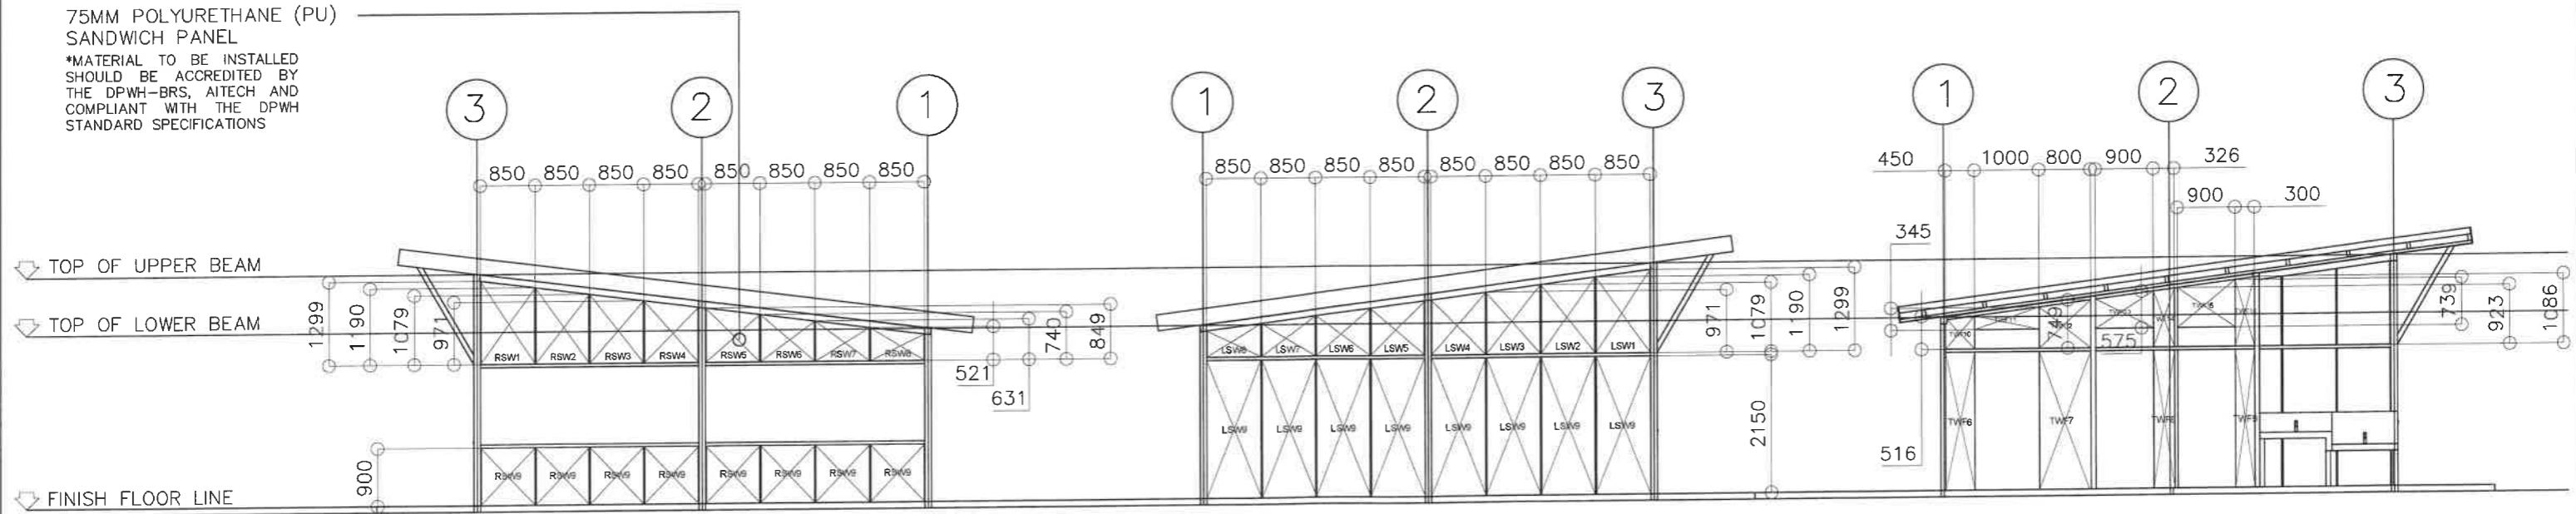 75MM POLYURETHANE (PU)
SANDWICH PANEL
*MATERIAL TO BE INSTALLED
SHOULD BE ACCREDITED BY
THE DPWH-BRS, AITECH AND
COMPLIANT WITH THE DPWH
STANDARD SPECIFICATIONS
3 2 1
850 850 850 850 850 850 850 850
TOP OF UPPER BEAM
TOP OF LOWER BEAM
FINISH FLOOR LINE
1299 1190 1079 971
RSW1 RSW2 RSW3 RSW4 RSW5 RSW6 RSW7 RSW8
521 631 740 849
900
RSW9 RSW9 RSW9 RSW9 RSW9 RSW9 RSW9 RSW9
1 2 3
850 850 850 850 850 850 850 850
LSW8 LSW7 LSW6 LSW5 LSW4 LSW3 LSW2 LSW1
971 1079 1190 1299
LSW9 LSW9 LSW9 LSW9 LSW9 LSW9 LSW9 LSW9
2150
1 2 3
450 1000 800 900 326
900 300
345
749 575
739 923 1086
516
TWF6 TWF7